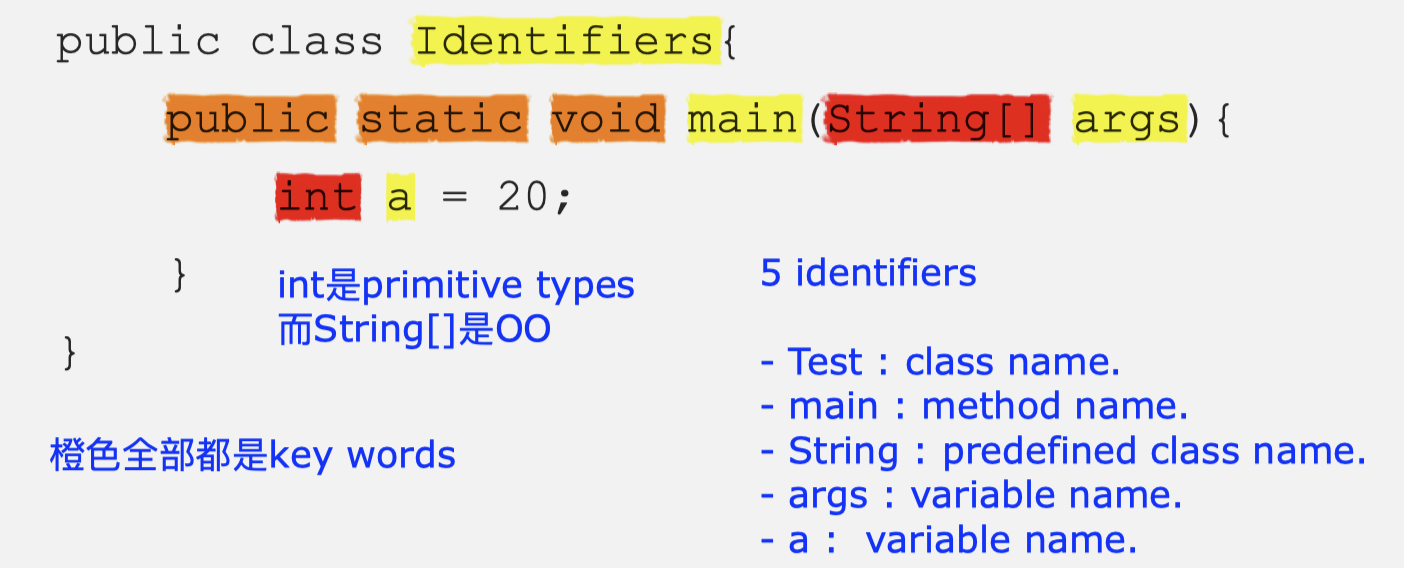 public class Identifiers{
public static void main(String[] args){
int a = 20;
}
}
int是primitive types
而String[]是OO
橙色全部都是key words
5 identifiers
- Test : class name.
- main : method name.
- String : predefined class name.
- args : variable name.
- a :  variable name.